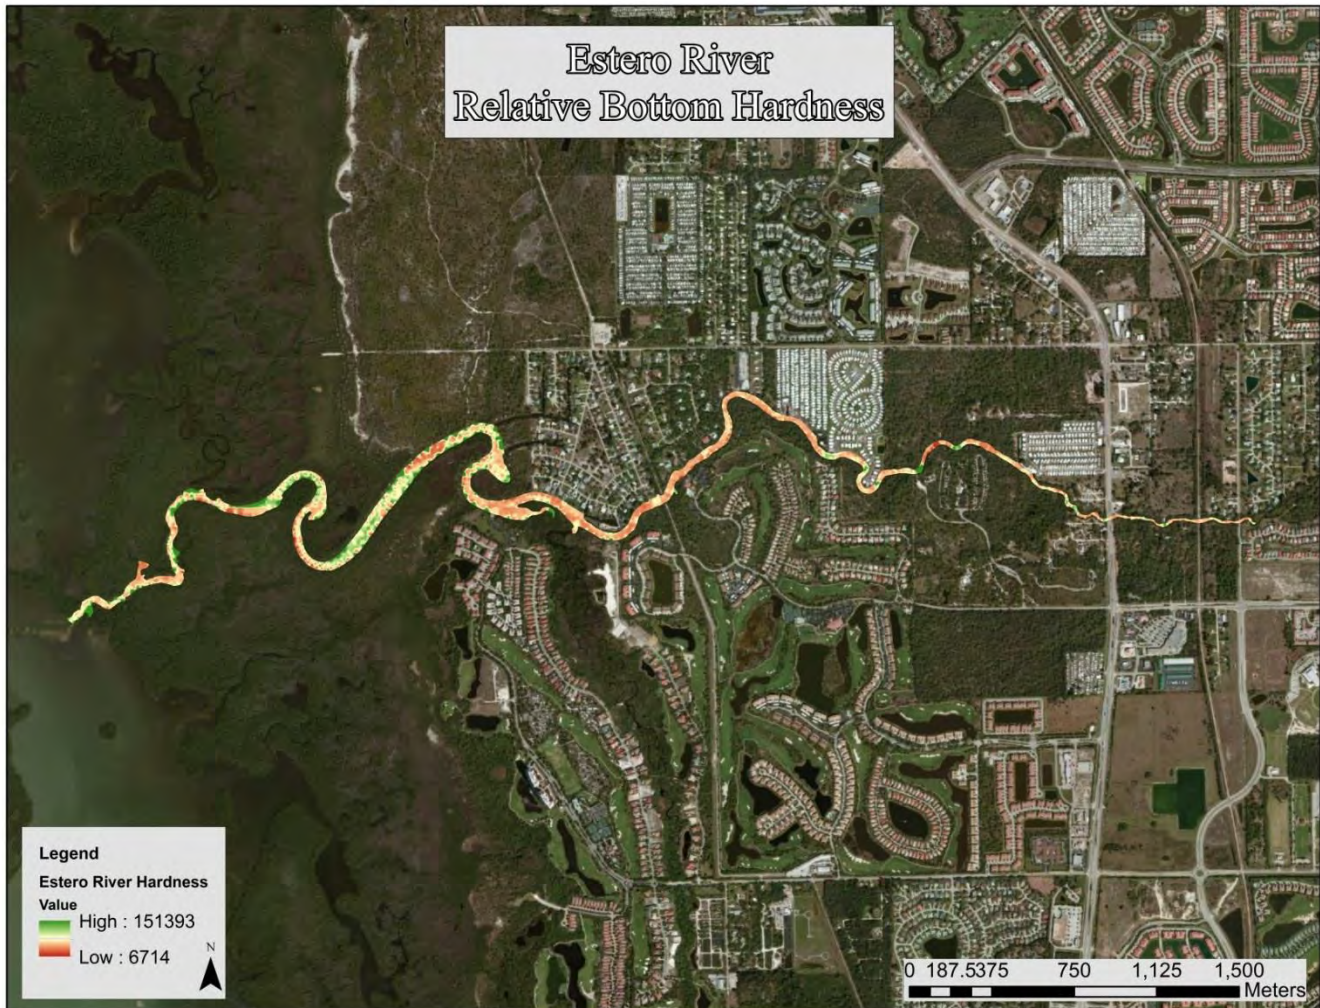 Estero River
Relative Bottom Hardness
Legend
Estero River Hardness
Value
High : 151393
Low : 6714
N
0 187.5375 750 1,125 1,500
Meters